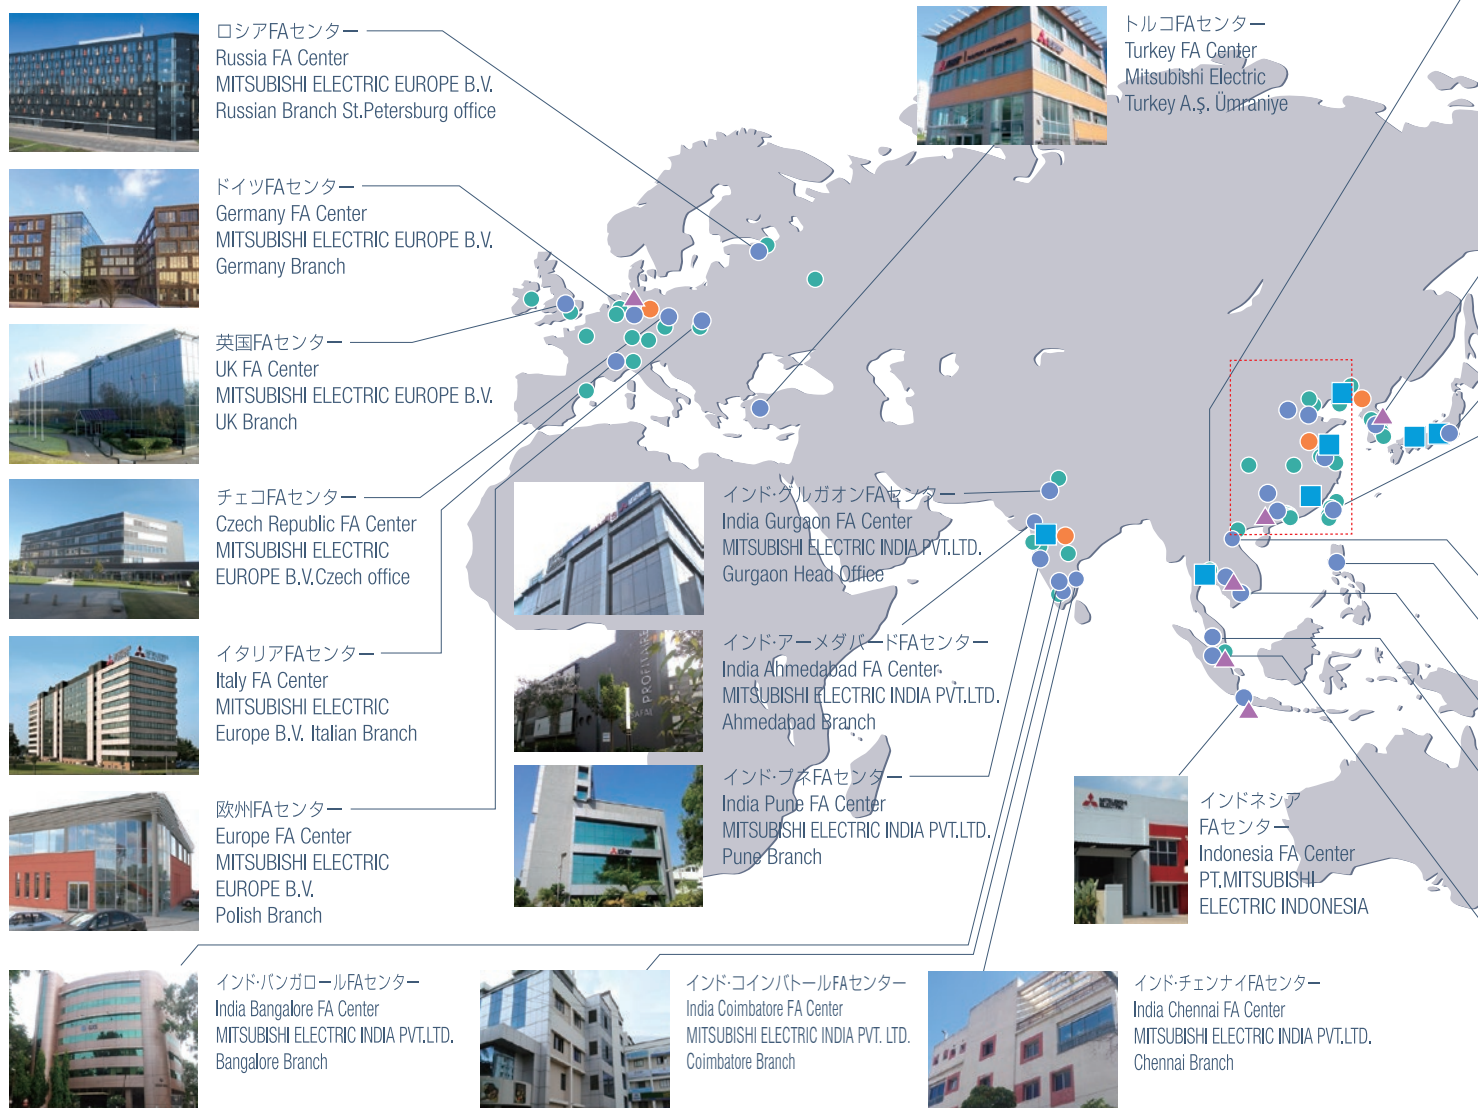 ロシアFAセンター
Russia FA Center
MITSUBISHI ELECTRIC EUROPE B.V.
Russian Branch St.Petersburg office
トルコFAセンター
Turkey FA Center
Mitsubishi Electric
Turkey A.Ş. Ümraniye
ドイツFAセンター
Germany FA Center
MITSUBISHI ELECTRIC EUROPE B.V.
Germany Branch
英国FAセンター
UK FA Center
MITSUBISHI ELECTRIC EUROPE B.V.
UK Branch
チェコFAセンター
Czech Republic FA Center
MITSUBISHI ELECTRIC
EUROPE B.V.Czech office
イタリアFAセンター
Italy FA Center
MITSUBISHI ELECTRIC
Europe B.V. Italian Branch
欧州FAセンター
Europe FA Center
MITSUBISHI ELECTRIC
EUROPE B.V.
Polish Branch
インド・グルガオンFAセンター
India Gurgaon FA Center
MITSUBISHI ELECTRIC INDIA PVT.LTD.
Gurgaon Head Office
PROFITAIRE
SAFAL
インド・アーメダバードFAセンター
India Ahmedabad FA Center
MITSUBISHI ELECTRIC INDIA PVT.LTD.
Ahmedabad Branch
インド・プネFAセンター
India Pune FA Center
MITSUBISHI ELECTRIC INDIA PVT.LTD.
Pune Branch
インドネシア
FAセンター
Indonesia FA Center
PT.MITSUBISHI
ELECTRIC INDONESIA
インド・バンガロールFAセンター
India Bangalore FA Center
MITSUBISHI ELECTRIC INDIA PVT.LTD.
Bangalore Branch
インド・コインバトールFAセンター
India Coimbatore FA Center
MITSUBISHI ELECTRIC INDIA PVT. LTD.
Coimbatore Branch
インド・チェンナイFAセンター
India Chennai FA Center
MITSUBISHI ELECTRIC INDIA PVT.LTD.
Chennai Branch